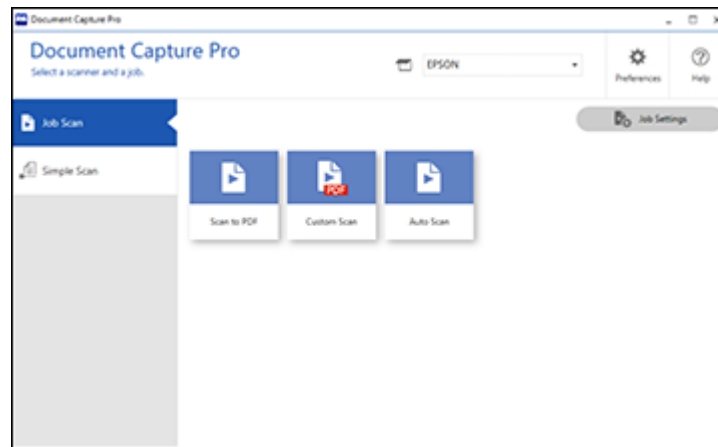 Document Capture Pro
Document Capture Pro
Select a scanner and a job.
EPSON
Preferences
Help
Job Scan
Job Settings
Simple Scan
PDF
Scan to PDF
Custom Scan
Auto Scan